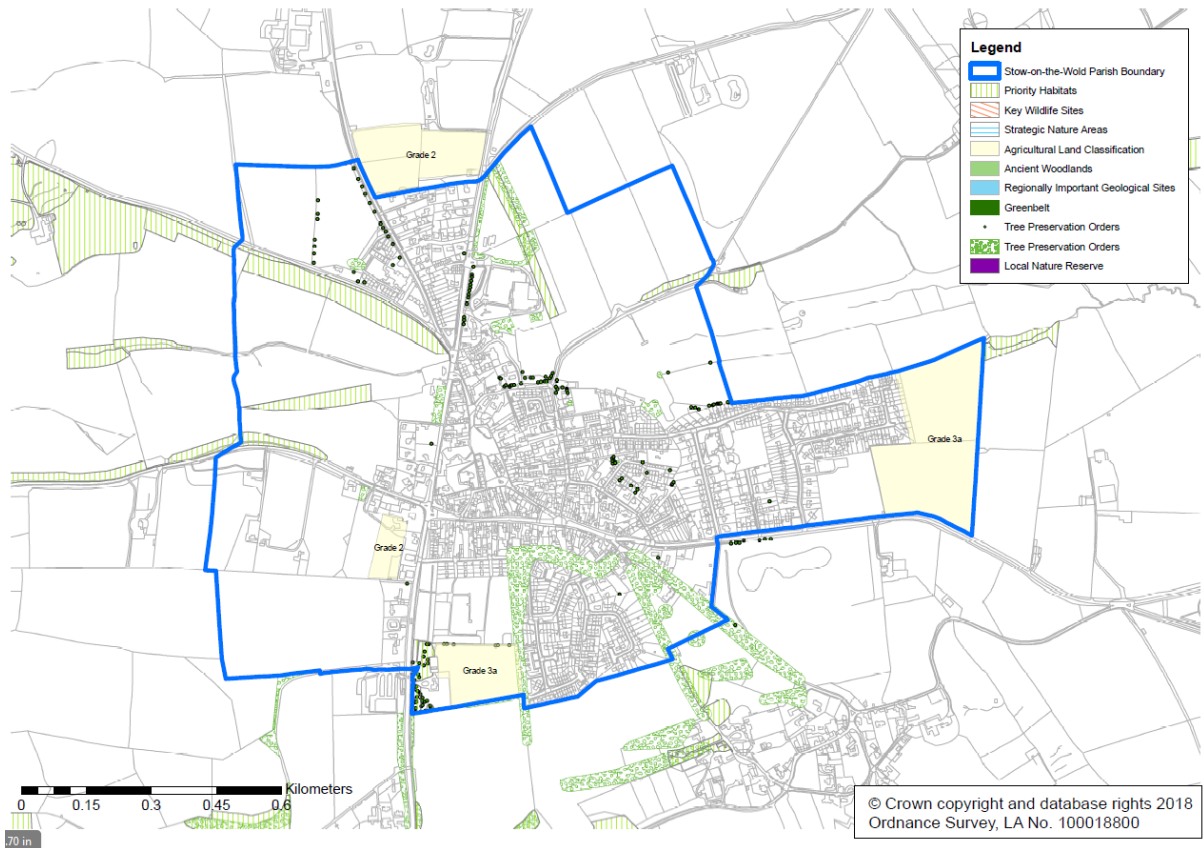 Legend
Stow-on-the-Wold Parish Boundary
Priority Habitats
Key Wildlife Sites
Strategic Nature Areas
Agricultural Land Classification
Ancient Woodlands
Regionally Important Geological Sites
Greenbelt
Tree Preservation Orders
Tree Preservation Orders
Local Nature Reserve
Grade 2
Grade 3a
Grade 2
Grade 3a
Kilometers
0 0.15 0.3 0.45 0.6
© Crown copyright and database rights 2018
Ordnance Survey, LA No. 100018800
.70 in